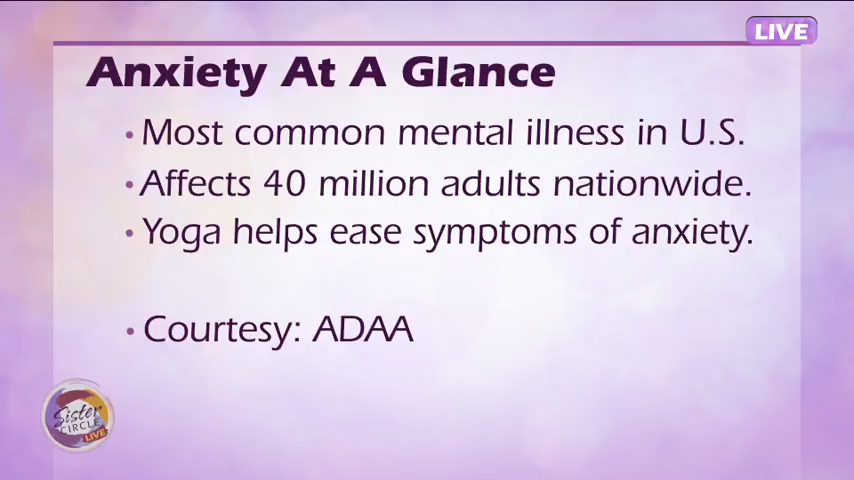 LIVE
Anxiety At A Glance
• Most common mental illness in U.S.
• Affects 40 million adults nationwide.
• Yoga helps ease symptoms of anxiety.
• Courtesy: ADAA
Sister
CIRCLE
LIVE